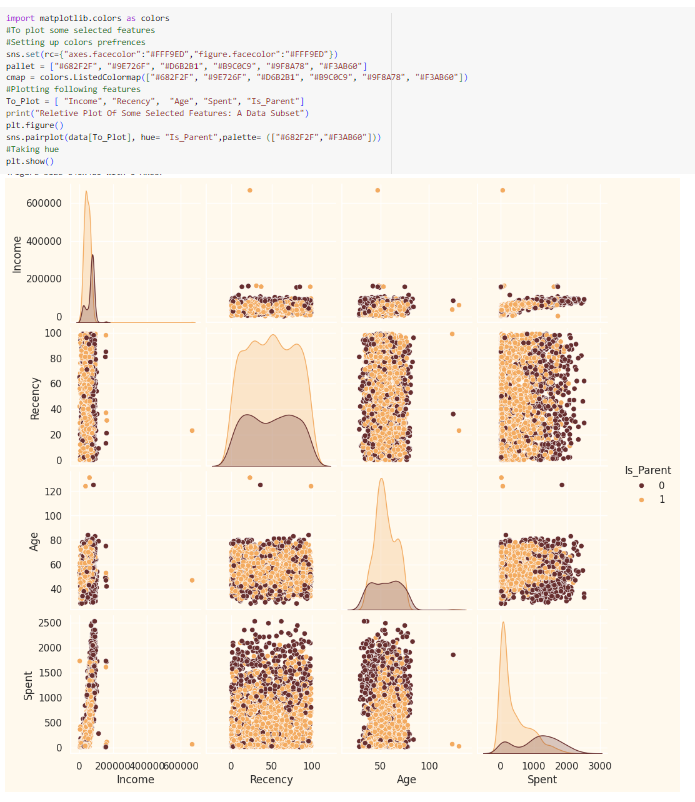 import matplotlib.colors as colors
#To plot some selected features
#Setting up colors prefrences
sns.set(rc={"axes.facecolor":"#FFF9ED","figure.facecolor":"#FFF9ED"})
pallet = ["#682F2F", "#9E726F", "#D6B2B1", "#B9C0C9", "#9F8A78", "#F3AB60"]
cmap = colors.ListedColormap(["#682F2F", "#9E726F", "#D6B2B1", "#B9C0C9", "#9F8A78", "#F3AB60"])
#Plotting following features
To_Plot = [ "Income", "Recency",  "Age", "Spent", "Is_Parent"]
print("Reletive Plot Of Some Selected Features: A Data Subset")
plt.figure()
sns.pairplot(data[To_Plot], hue= "Is_Parent",palette= (["#682F2F","#F3AB60"]))
#Taking hue
plt.show()
600000
400000
200000
0
Income
100
80
60
40
20
0
Recency
120
100
80
60
40
Age
2500
2000
1500
1000
500
0
Spent
0 200000 400000 600000
Income
0 50 100
Recency
50 100
Age
0 1000 2000 3000
Spent
Is_Parent
0
1